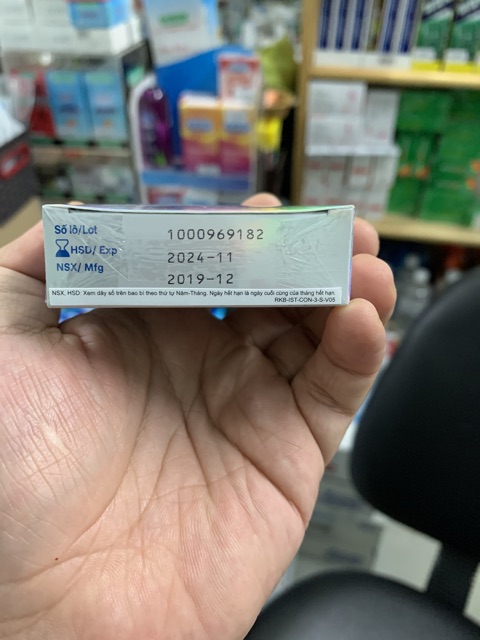 Số lô/Lot 1000969182
HSD/ Exp 2024-11
NSX/ Mfg 2019-12
NSX, HSD: Xem dãy số trên bao bì theo thứ tự Năm-Tháng. Ngày hết hạn là ngày cuối cùng của tháng hết hạn.
RKB-IST-CON-3-S-V05